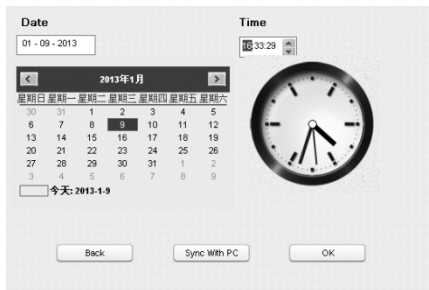 Date
Time
01 - 09 - 2013
16:33:29
2013年1月
星期日 星期一 星期二 星期三 星期四 星期五 星期六
30 31 1 2 3 4 5
6 7 8 9 10 11 12
13 14 15 16 17 18 19
20 21 22 23 24 25 26
27 28 29 30 31 1 2
3 4 5 6 7 8 9
今天: 2013-1-9
Back
Sync With PC
OK